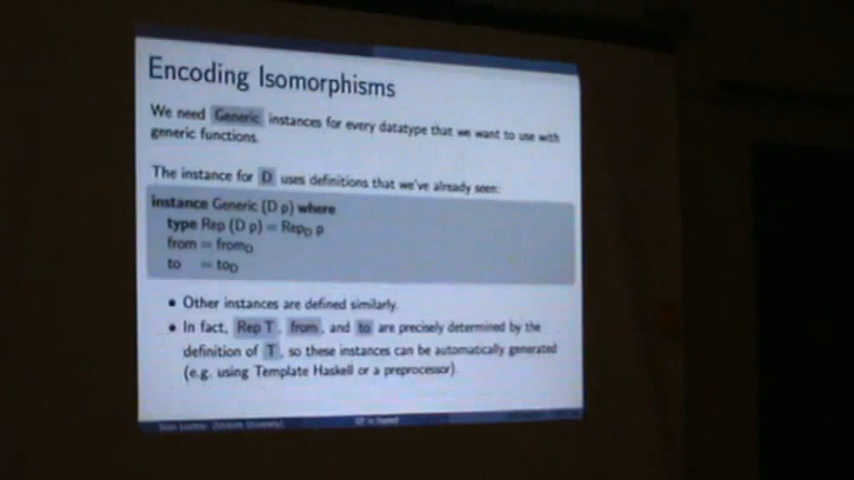 Encoding Isomorphisms
We need Generic instances for every datatype that we want to use with
generic functions.
The instance for D uses definitions that we've already seen:
instance Generic (D p) where
type Rep (D p) = RepD p
from = fromD
to = toD
• Other instances are defined similarly.
• In fact, Rep T, from, and to are precisely determined by the
definition of T, so these instances can be automatically generated
(e.g. using Template Haskell or a preprocessor).